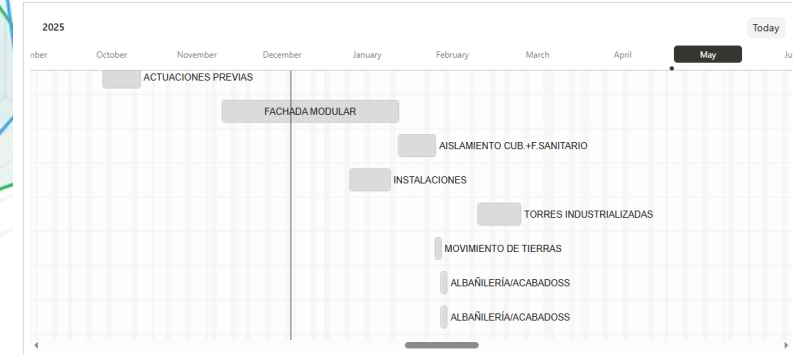 2025
Today
mber October November December January February March April May Ju
ACTUACIONES PREVIAS
FACHADA MODULAR
AISLAMIENTO CUB.+F.SANITARIO
INSTALACIONES
TORRES INDUSTRIALIZADAS
MOVIMIENTO DE TIERRAS
ALBAÑILERÍA/ACABADOSS
ALBAÑILERÍA/ACABADOSS